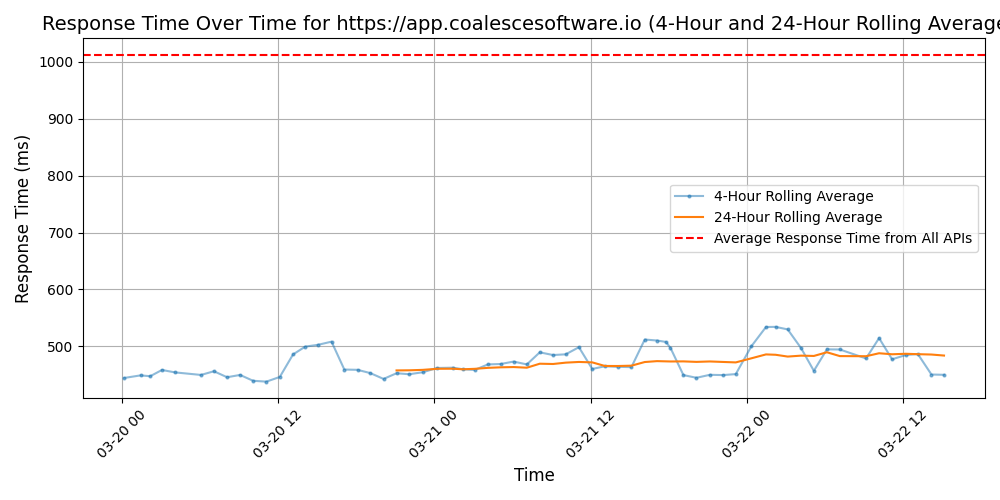 Response Time Over Time for https://app.coalescesoftware.io (4-Hour and 24-Hour Rolling Average
Response Time (ms)
1000
900
800
700
600
500
4-Hour Rolling Average
24-Hour Rolling Average
Average Response Time from All APIs
03-20 00
03-20 12
03-21 00
03-21 12
03-22 00
03-22 12
Time